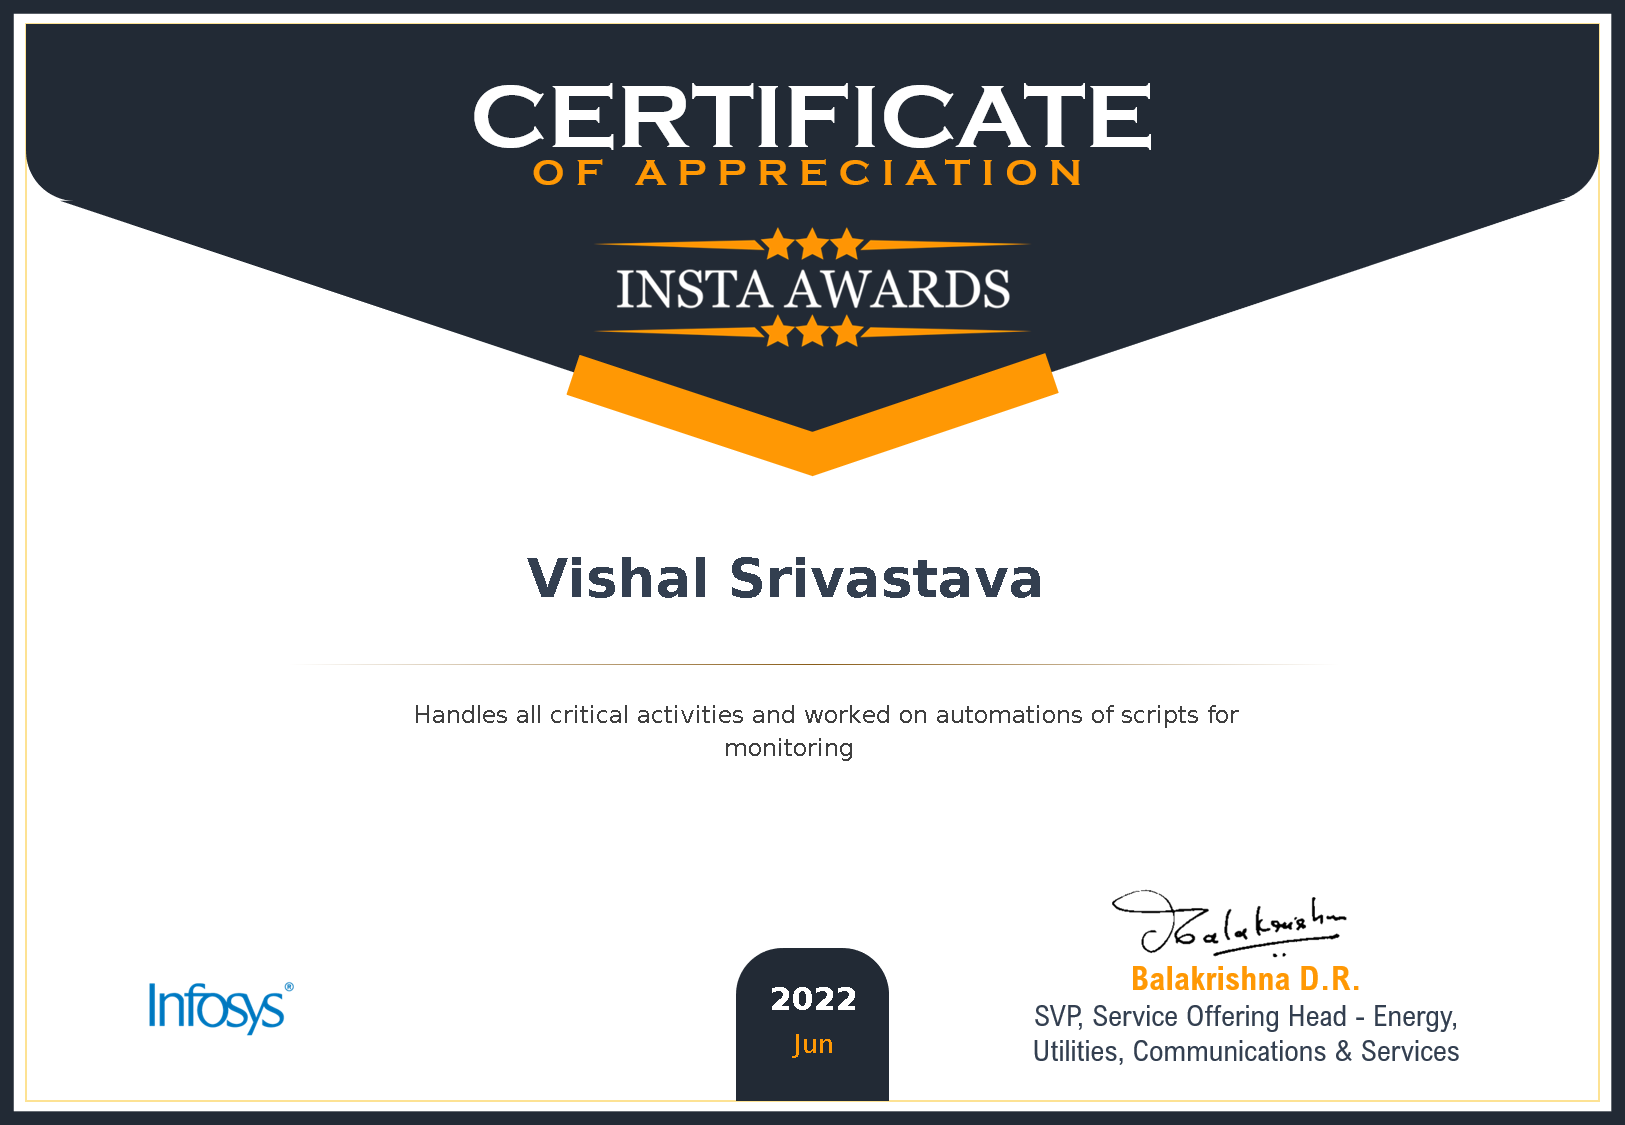 CERTIFICATE
OF APPRECIATION
INSTA AWARDS
Vishal Srivastava
Handles all critical activities and worked on automations of scripts for
monitoring
Infosys®
2022
Jun
Balakrishna
Balakrishna D.R.
SVP, Service Offering Head - Energy,
Utilities, Communications & Services